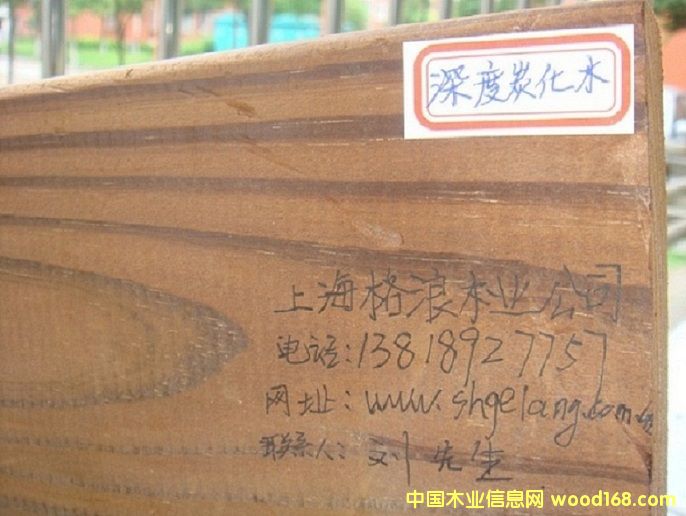 深度炭化木
上海格浪木业公司
电话:13818927757
网址:www.shgelang.com.cn
联系人:刘先生
中国木业信息网 wood168.com